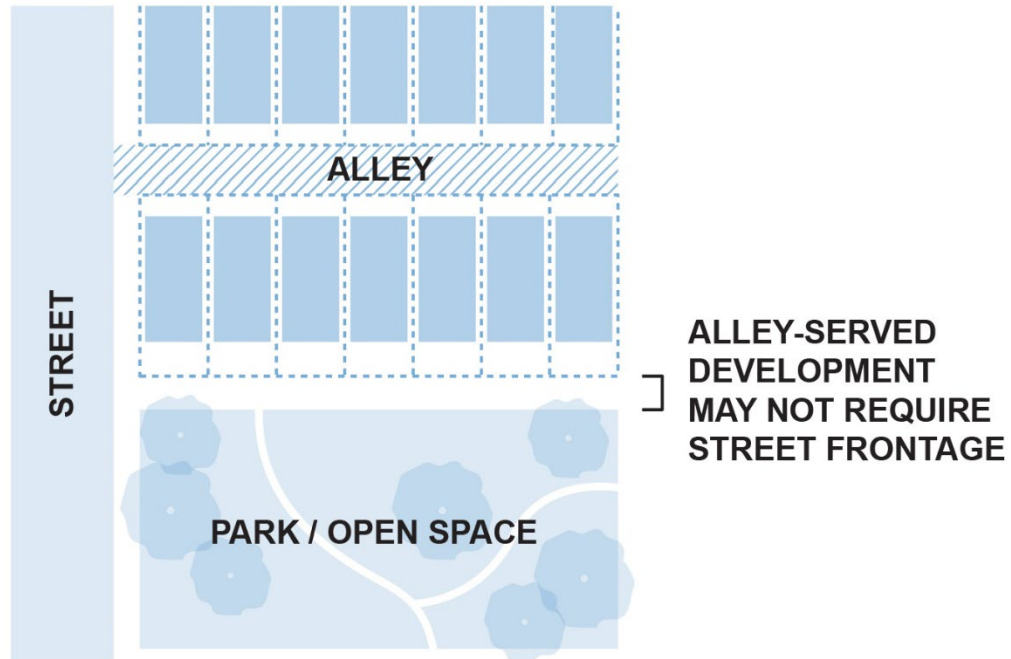 ALLEY
STREET
ALLEY-SERVED
DEVELOPMENT
MAY NOT REQUIRE
STREET FRONTAGE
PARK / OPEN SPACE